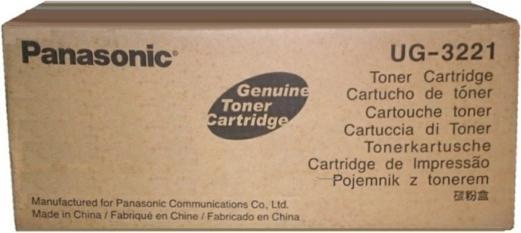 Panasonic
UG-3221
Genuine
Toner
Cartridge
Toner Cartridge
Cartucho de tóner
Cartouche toner
Cartuccia di Toner
Tonerkartusche
Cartridge de Impressão
Pojemnik z tonerem
碳粉盒
Manufactured for Panasonic Communications Co., Ltd.
Made in China / Fabriqué en Chine / Fabricado en China